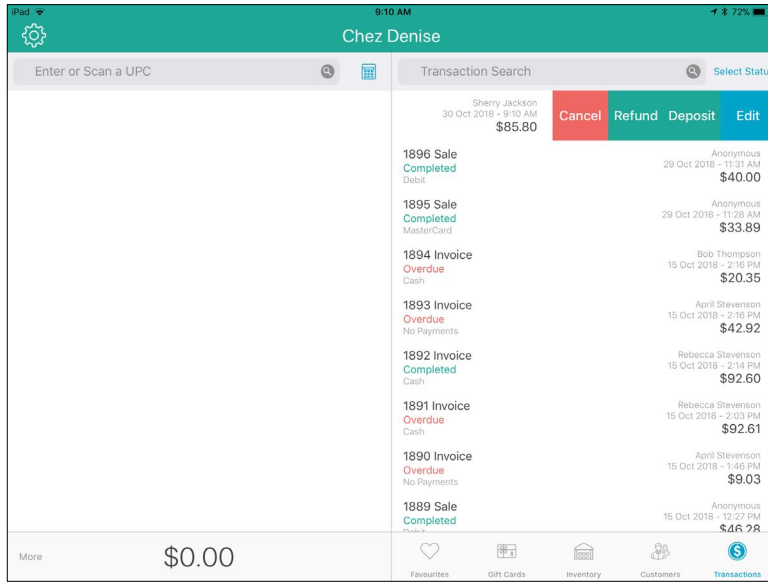 iPad 9:10 AM 72%
Chez Denise
Enter or Scan a UPC
Transaction Search Select Statu
Sherry Jackson
30 Oct 2018 - 9:10 AM
$85.80
Cancel Refund Deposit Edit
1896 Sale Anonymous
Completed 29 Oct 2018 - 11:31 AM
Debit $40.00
1895 Sale Anonymous
Completed 29 Oct 2018 - 11:28 AM
MasterCard $33.89
1894 Invoice Bob Thompson
Overdue 15 Oct 2018 - 2:16 PM
Cash $20.35
1893 Invoice April Stevenson
Overdue 15 Oct 2018 - 2:16 PM
No Payments $42.92
1892 Invoice Rebecca Stevenson
Completed 15 Oct 2018 - 2:14 PM
Cash $92.60
1891 Invoice Rebecca Stevenson
Overdue 15 Oct 2018 - 2:03 PM
Cash $92.61
1890 Invoice April Stevenson
Overdue 15 Oct 2018 - 1:46 PM
No Payments $9.03
1889 Sale Anonymous
Completed 15 Oct 2018 - 12:27 PM
Debit $46.28
More $0.00
Favourites Gift Cards Inventory Customers Transactions